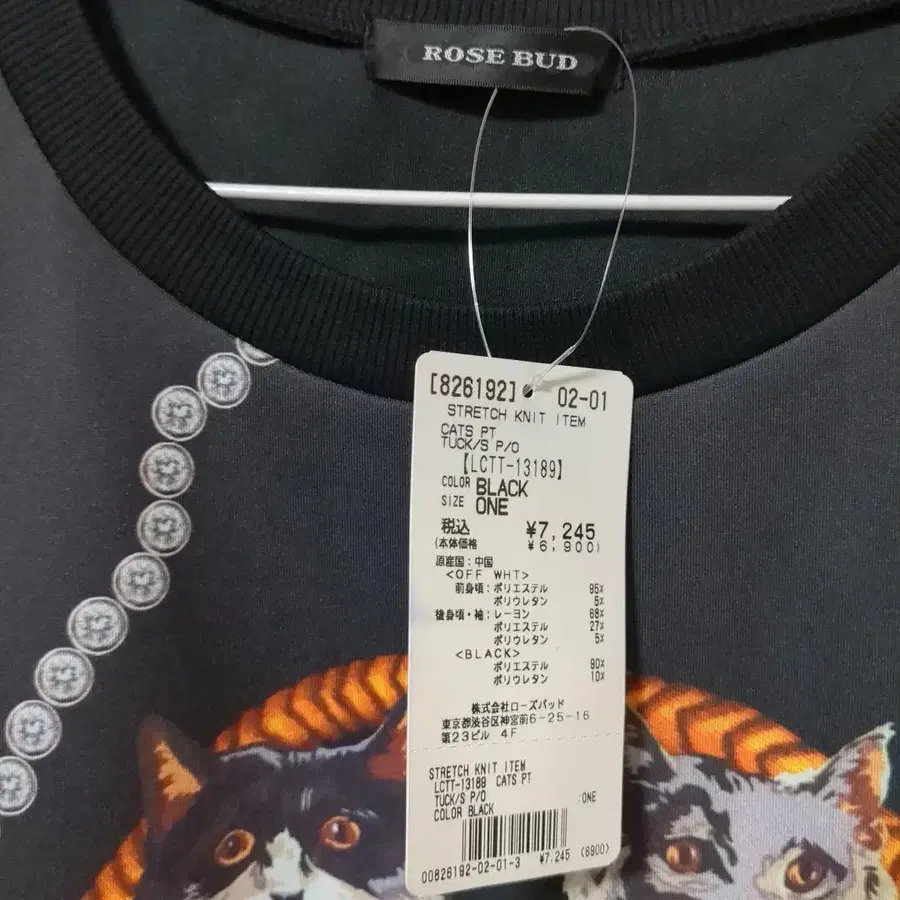 ROSE BUD
[826192] 02-01
STRETCH KNIT ITEM
CATS PT
TUCK/S P/O
【LCTT-13189】
COLOR BLACK
SIZE ONE
税込 ¥7,245
(本体価格 ¥6,900)
原産国:中国
<OFF WHT>
前身頃:ポリエステル 95%
ポリウレタン 5%
後身頃・袖:レーヨン 68%
ポリエステル 27%
ポリウレタン 5%
<BLACK>
ポリエステル 90%
ポリウレタン 10%
株式会社ローズバッド
東京都渋谷区神宮前6-25-16
第23ビル 4F
STRETCH KNIT ITEM
LCTT-13189 CATS PT
TUCK/S P/O :ONE
COLOR BLACK
00826192-02-01-3 ¥7,245 (6900)